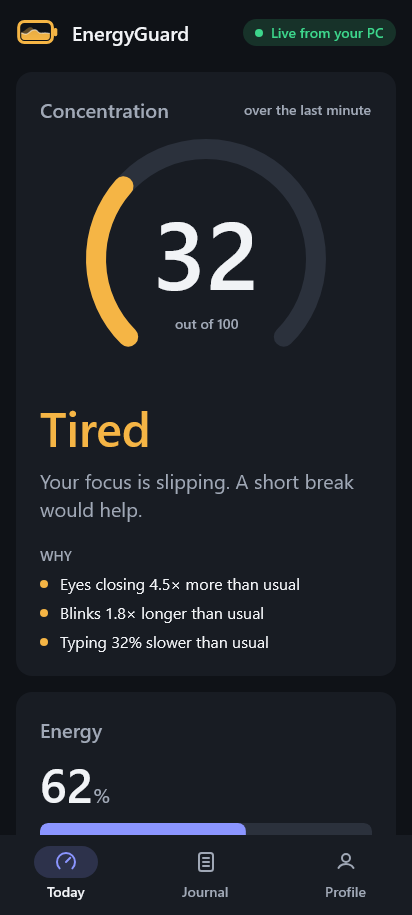 EnergyGuard
Live from your PC
Concentration
over the last minute
32
out of 100
Tired
Your focus is slipping. A short break
would help.
WHY
Eyes closing 4.5× more than usual
Blinks 1.8× longer than usual
Typing 32% slower than usual
Energy
62%
Today
Journal
Profile